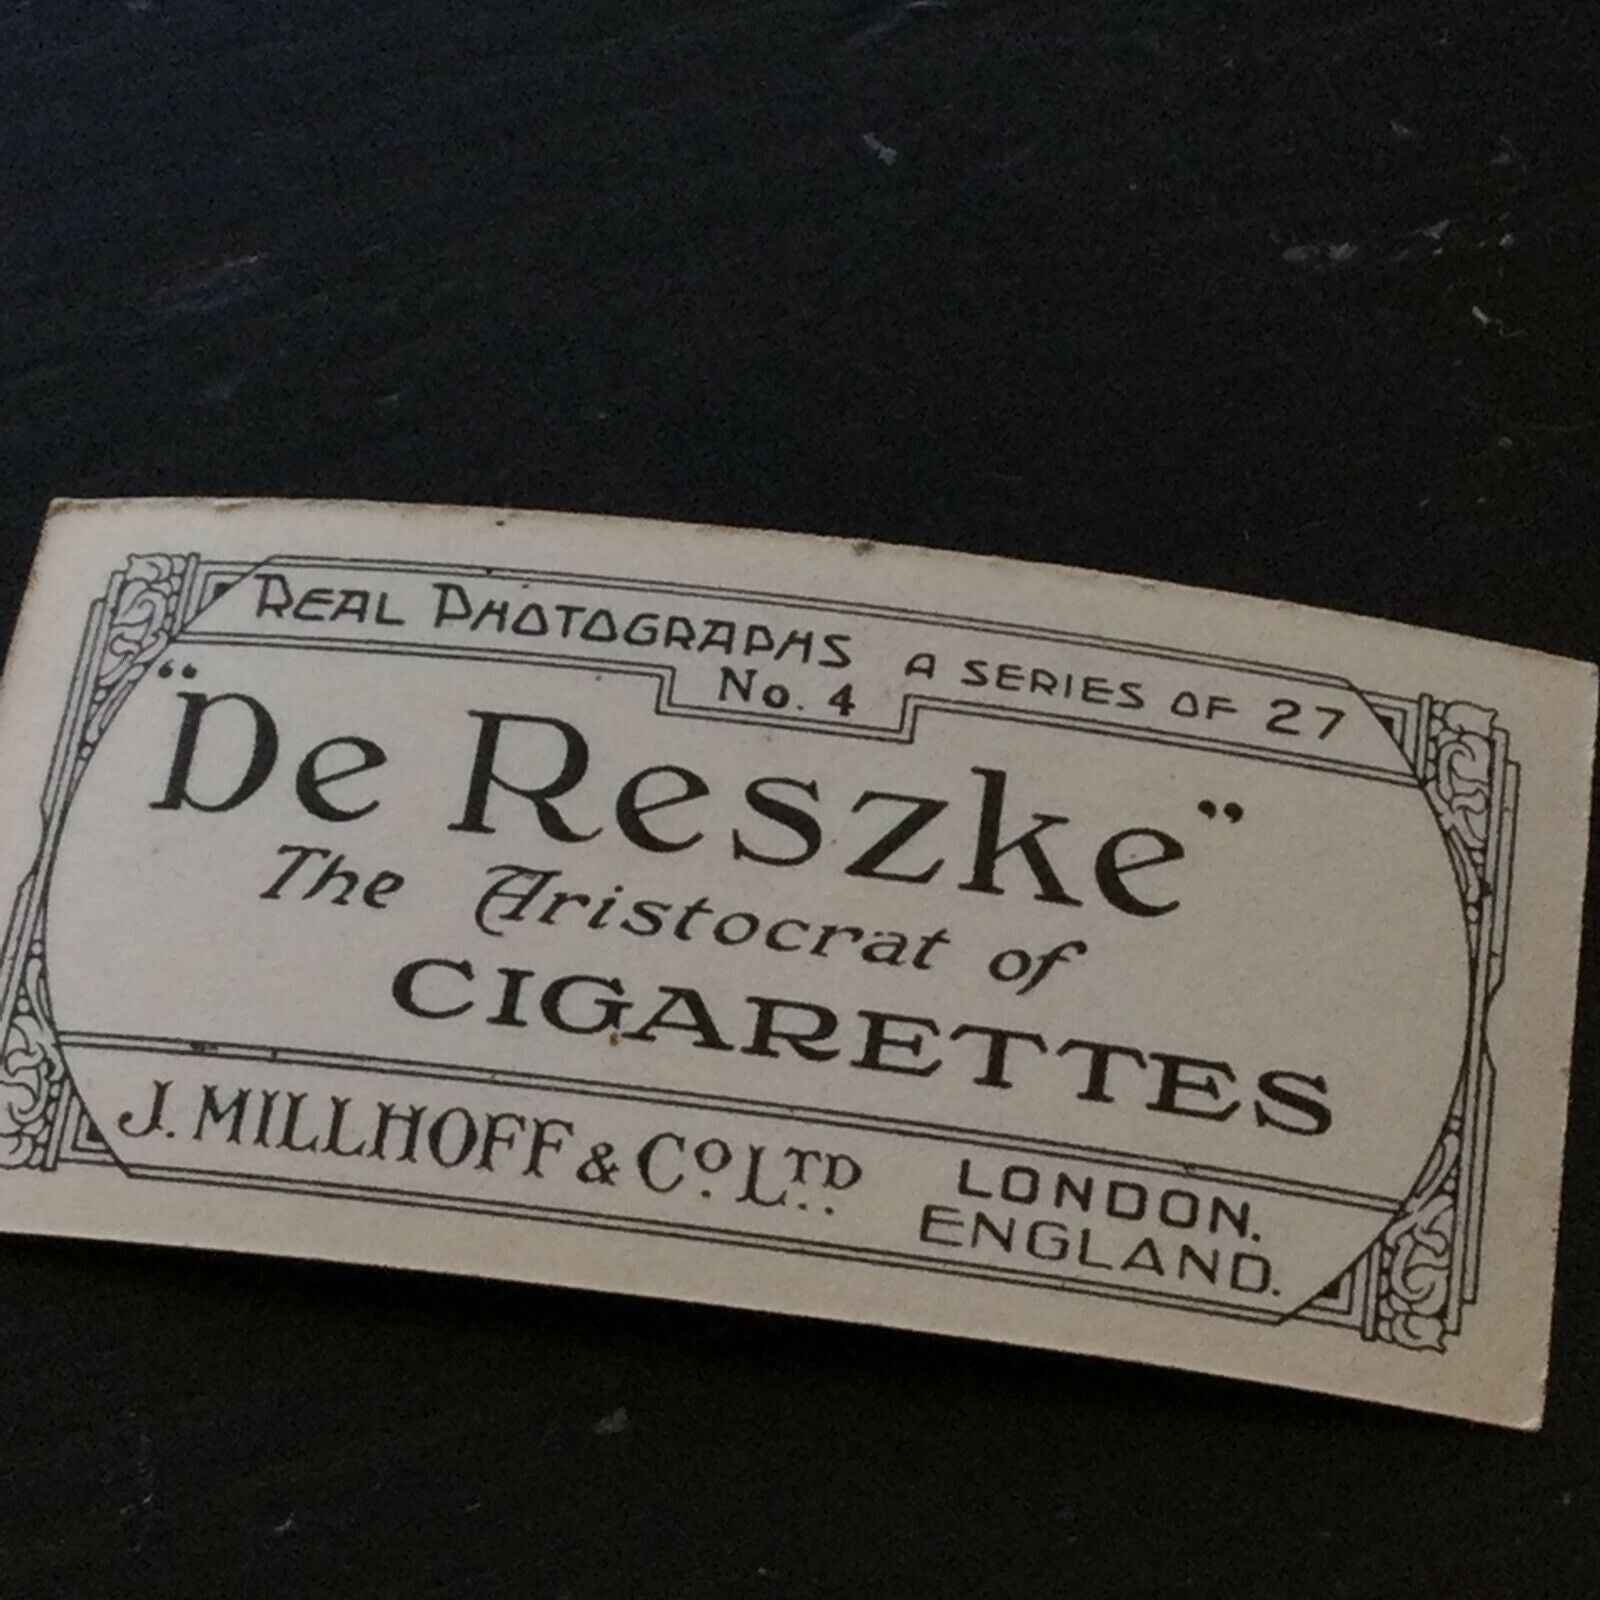 REAL PHOTOGRAPHS A SERIES OF 27
No. 4
"De Reszke"
The Aristocrat of
CIGARETTES
J. MILLHOFF & Co. LTD. LONDON.
ENGLAND.